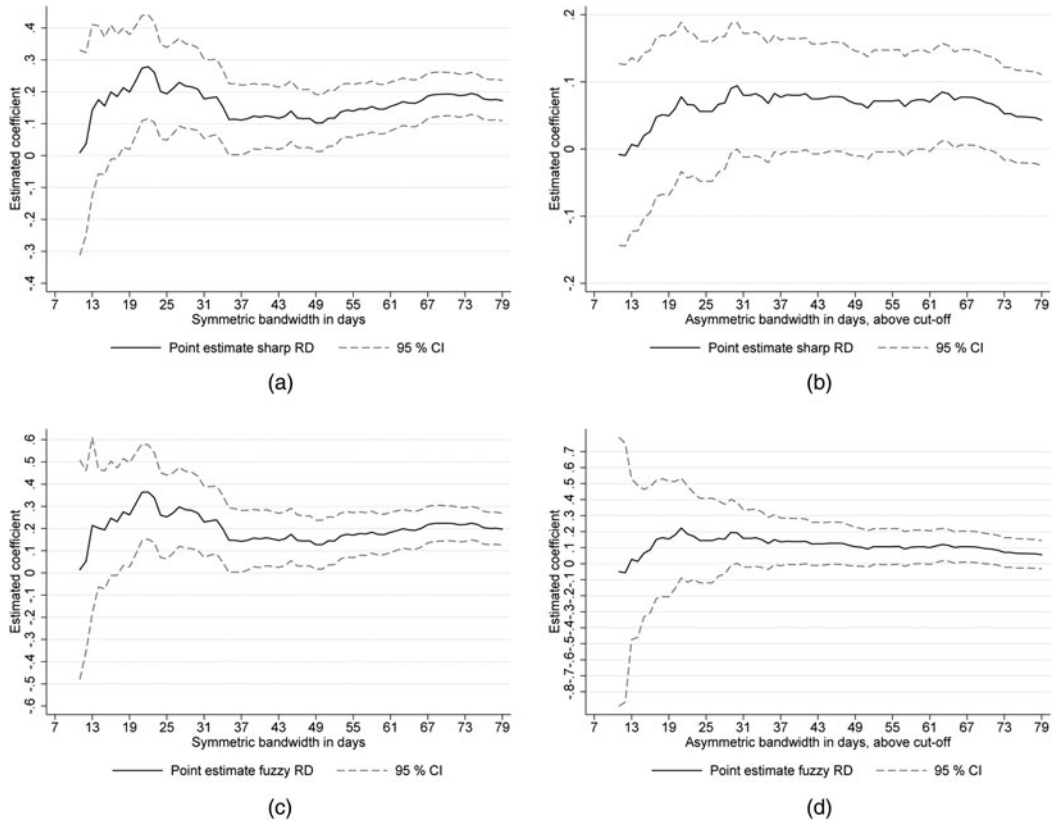 Estimated coefficient
-.4 -.3 -.2 -.1 0 .1 .2 .3 .4
7 13 19 25 31 37 43 49 55 61 67 73 79
Symmetric bandwidth in days
Point estimate sharp RD 95 % CI
(a)
Estimated coefficient
-.2 -.1 0 .1 .2
7 13 19 25 31 37 43 49 55 61 67 73 79
Asymmetric bandwidth in days, above cut-off
Point estimate sharp RD 95 % CI
(b)
Estimated coefficient
-.6 -.5 -.4 -.3 -.2 -.1 0 .1 .2 .3 .4 .5 .6
7 13 19 25 31 37 43 49 55 61 67 73 79
Symmetric bandwidth in days
Point estimate fuzzy RD 95 % CI
(c)
Estimated coefficient
-.8 -.7 -.6 -.5 -.4 -.3 -.2 -.1 0 .1 .2 .3 .4 .5 .6 .7
7 13 19 25 31 37 43 49 55 61 67 73 79
Asymmetric bandwidth in days, above cut-off
Point estimate fuzzy RD 95 % CI
(d)